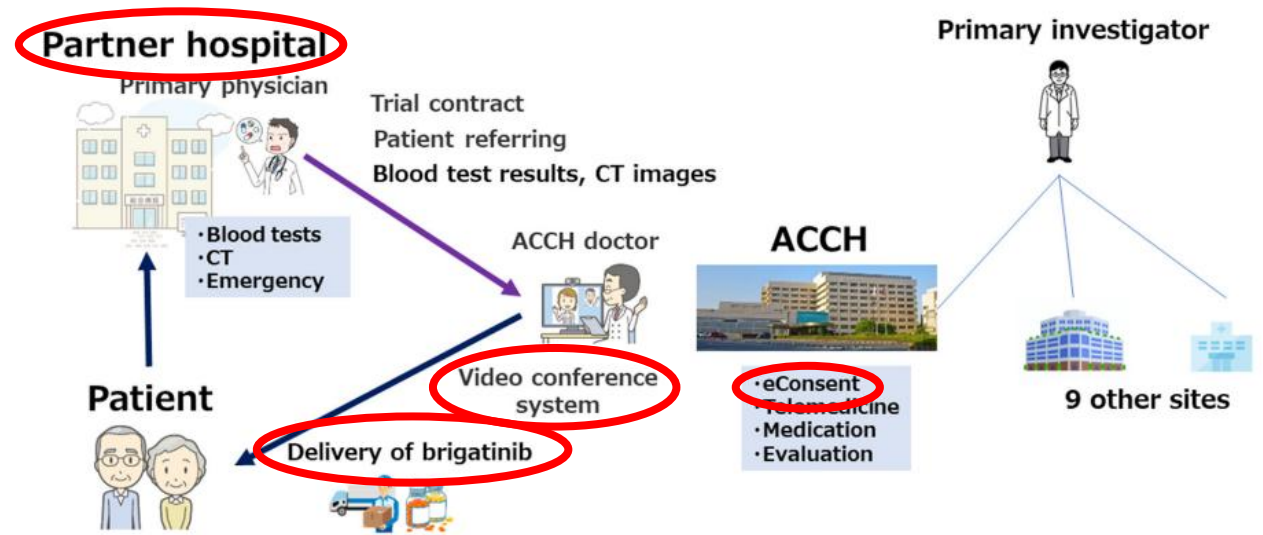 Partner hospital
Primary physician
Trial contract
Patient referring
Blood test results, CT images
Primary investigator
・Blood tests
・CT
・Emergency
ACCH doctor
ACCH
Video conference
system
・eConsent
・Telemedicine
・Medication
・Evaluation
9 other sites
Patient
Delivery of brigatinib